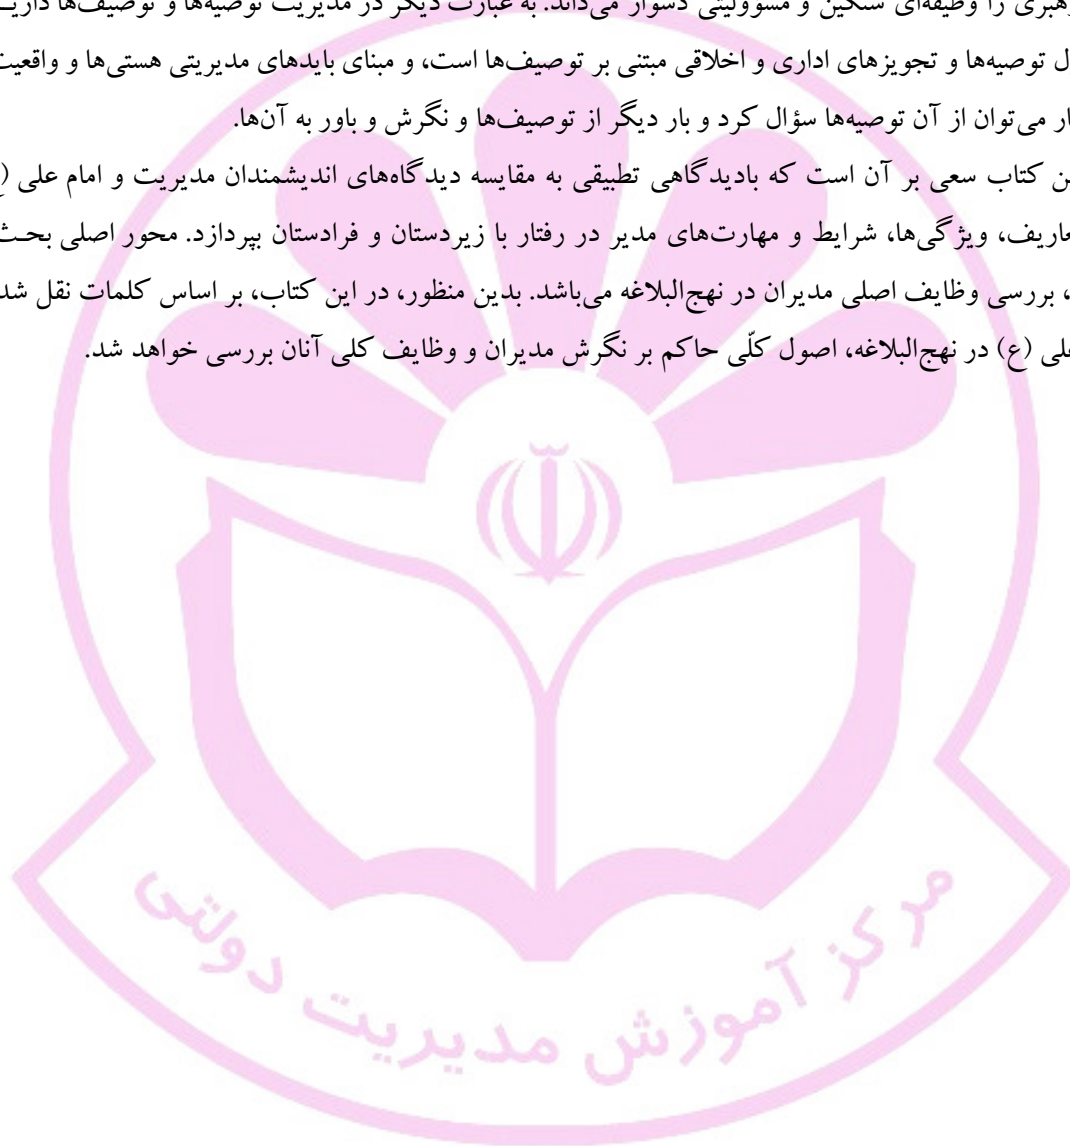 رهبری را وظیفه‌ای سنگین و مسوولیتی دشوار می‌داند. به عبارت دیگر در مدیریت توصیه‌ها و توصیف‌ها
ل توصیه‌ها و تجویزهای اداری و اخلاقی مبتنی بر توصیف‌ها است، و مبنای بایدهای مدیریتی هستی‌ها و
ار می‌توان از آن توصیه‌ها سؤال کرد و بار دیگر از توصیف‌ها و نگرش و باور به آن‌ها.
ن کتاب سعی بر آن است که بادیدگاهی تطبیقی به مقایسه دیدگاه‌های اندیشمندان مدیریت و امام علی (
عاریف، ویژگی‌ها، شرایط و مهارت‌های مدیر در رفتار با زیردستان و فرادستان بپردازد. محور اصلی بحث
، بررسی وظایف اصلی مدیران در نهج‌البلاغه می‌باشد. بدین منظور، در این کتاب، بر اساس کلمات نقل شد
علی (ع) در نهج‌البلاغه، اصول کلّی حاکم بر نگرش مدیران و وظایف کلی آنان بررسی خواهد شد.
مرکز آموزش مدیریت دولتی